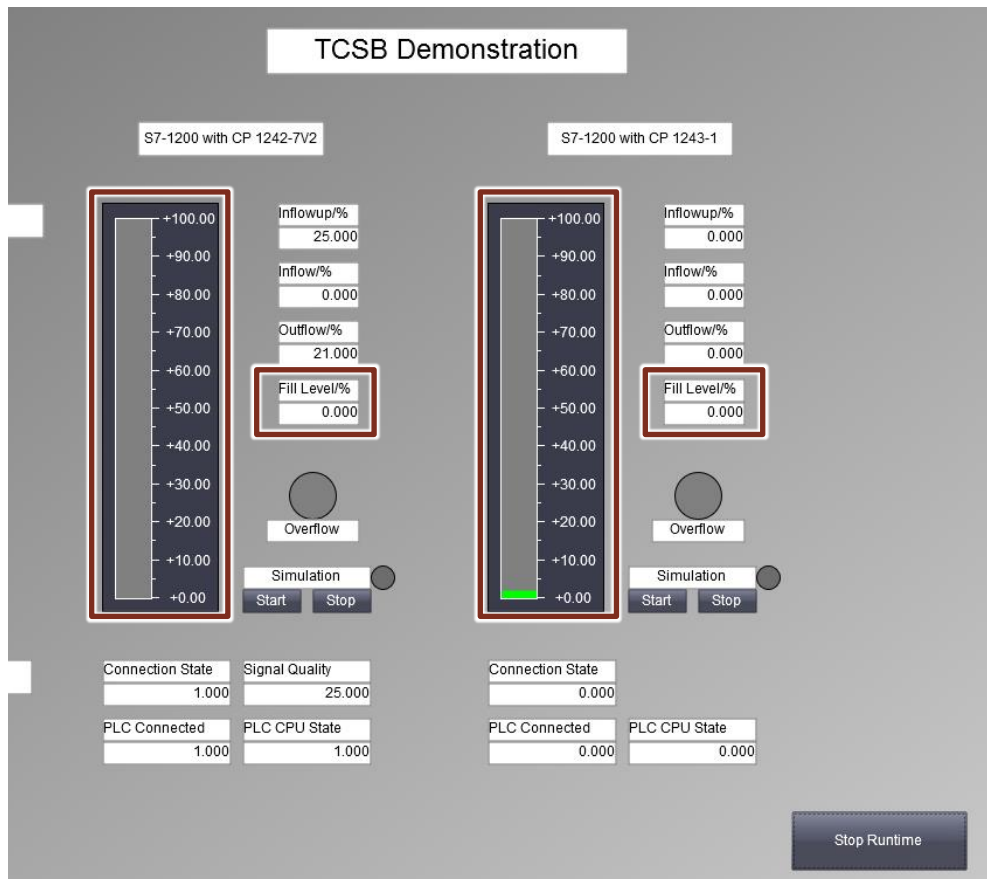 TCSB Demonstration
S7-1200 with CP 1242-7V2
+100.00
+90.00
+80.00
+70.00
+60.00
+50.00
+40.00
+30.00
+20.00
+10.00
+0.00
Inflowup/%
25.000
Inflow/%
0.000
Outflow/%
21.000
Fill Level/%
0.000
Overflow
Simulation
Start Stop
Connection State Signal Quality
1.000 25.000
PLC Connected PLC CPU State
1.000 1.000
S7-1200 with CP 1243-1
+100.00
+90.00
+80.00
+70.00
+60.00
+50.00
+40.00
+30.00
+20.00
+10.00
+0.00
Inflowup/%
0.000
Inflow/%
0.000
Outflow/%
0.000
Fill Level/%
0.000
Overflow
Simulation
Start Stop
Connection State
0.000
PLC Connected PLC CPU State
0.000 0.000
Stop Runtime